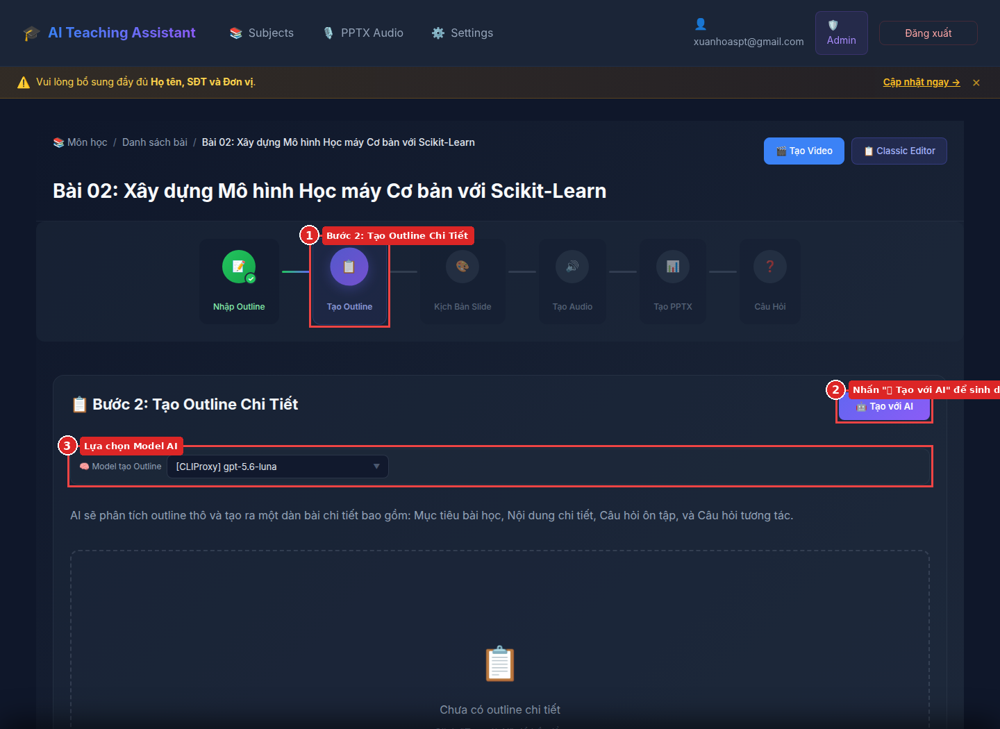 AI Teaching Assistant
Subjects
PPTX Audio
Settings
xuanhoaspt@gmail.com
Admin
Đăng xuất
Vui lòng bổ sung đầy đủ Họ tên, SĐT và Đơn vị.
Cập nhật ngay →
Môn học / Danh sách bài / Bài 02: Xây dựng Mô hình Học máy Cơ bản với Scikit-Learn
Tạo Video
Classic Editor
Bài 02: Xây dựng Mô hình Học máy Cơ bản với Scikit-Learn
1 Bước 2: Tạo Outline Chi Tiết
Nhập Outline
Tạo Outline
Kịch Bản Slide
Tạo Audio
Tạo PPTX
Câu Hỏi
Bước 2: Tạo Outline Chi Tiết
2 Nhấn "▯ Tạo với AI" để sinh d
Tạo với AI
3 Lựa chọn Model AI
Model tạo Outline
[CLIProxy] gpt-5.6-luna
AI sẽ phân tích outline thô và tạo ra một dàn bài chi tiết bao gồm: Mục tiêu bài học, Nội dung chi tiết, Câu hỏi ôn tập, và Câu hỏi tương tác.
Chưa có outline chi tiết